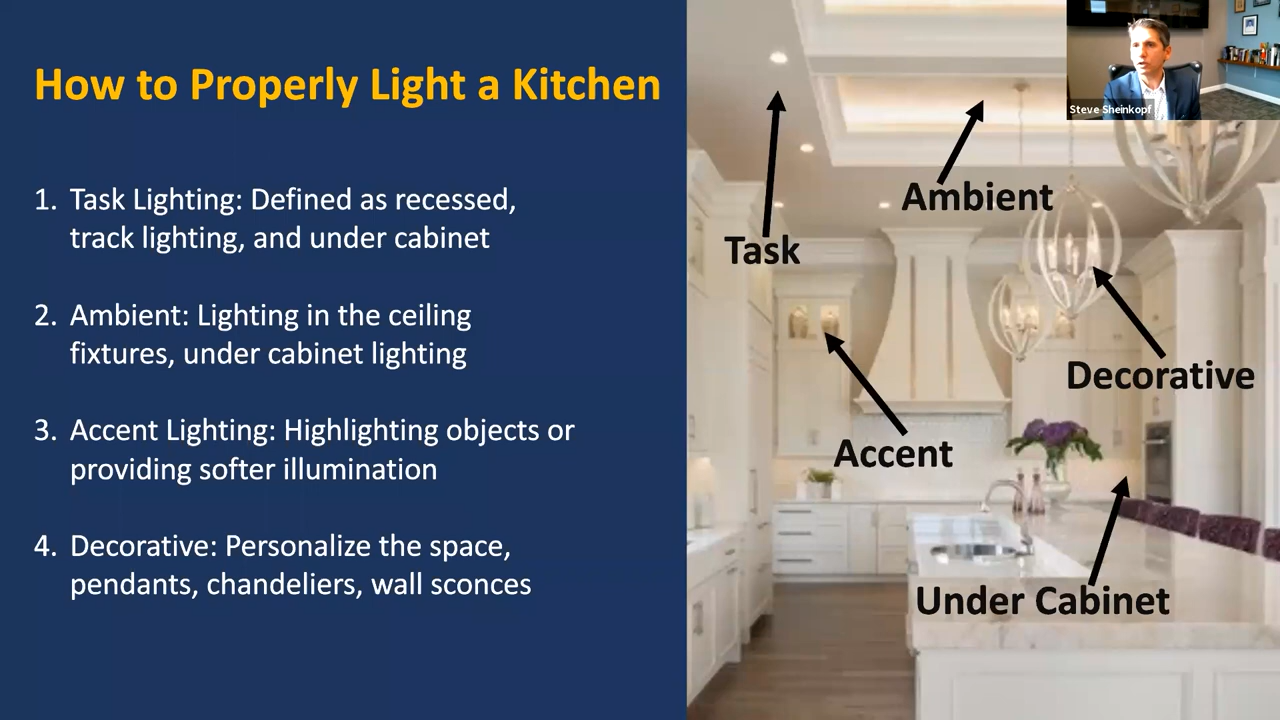 How to Properly Light a Kitchen
1. Task Lighting: Defined as recessed,
track lighting, and under cabinet
2. Ambient: Lighting in the ceiling
fixtures, under cabinet lighting
3. Accent Lighting: Highlighting objects or
providing softer illumination
4. Decorative: Personalize the space,
pendants, chandeliers, wall sconces
Steve Sheinkopf
Ambient
Task
Decorative
Accent
Under Cabinet